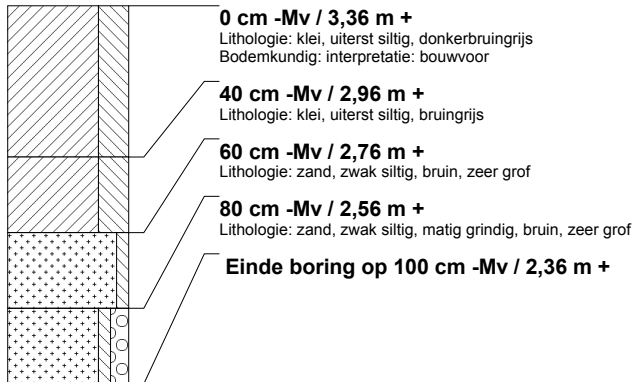 0 cm -Mv / 3,36 m +
Lithologie: klei, uiterst siltig, donkerbruingrijs
Bodemkundig: interpretatie: bouwvoor
40 cm -Mv / 2,96 m +
Lithologie: klei, uiterst siltig, bruingrijs
60 cm -Mv / 2,76 m +
Lithologie: zand, zwak siltig, bruin, zeer grof
80 cm -Mv / 2,56 m +
Lithologie: zand, zwak siltig, matig grindig, bruin, zeer grof
Einde boring op 100 cm -Mv / 2,36 m +